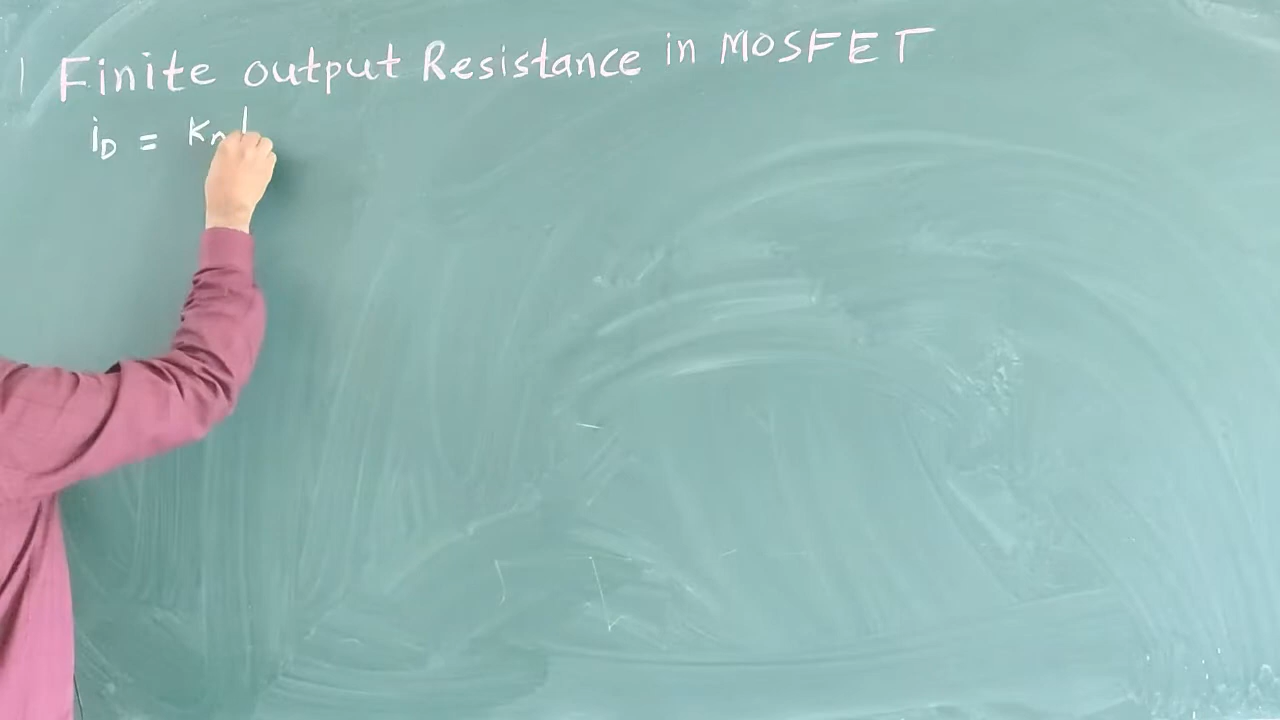 Finite output Resistance in MOSFET
iD = Kn